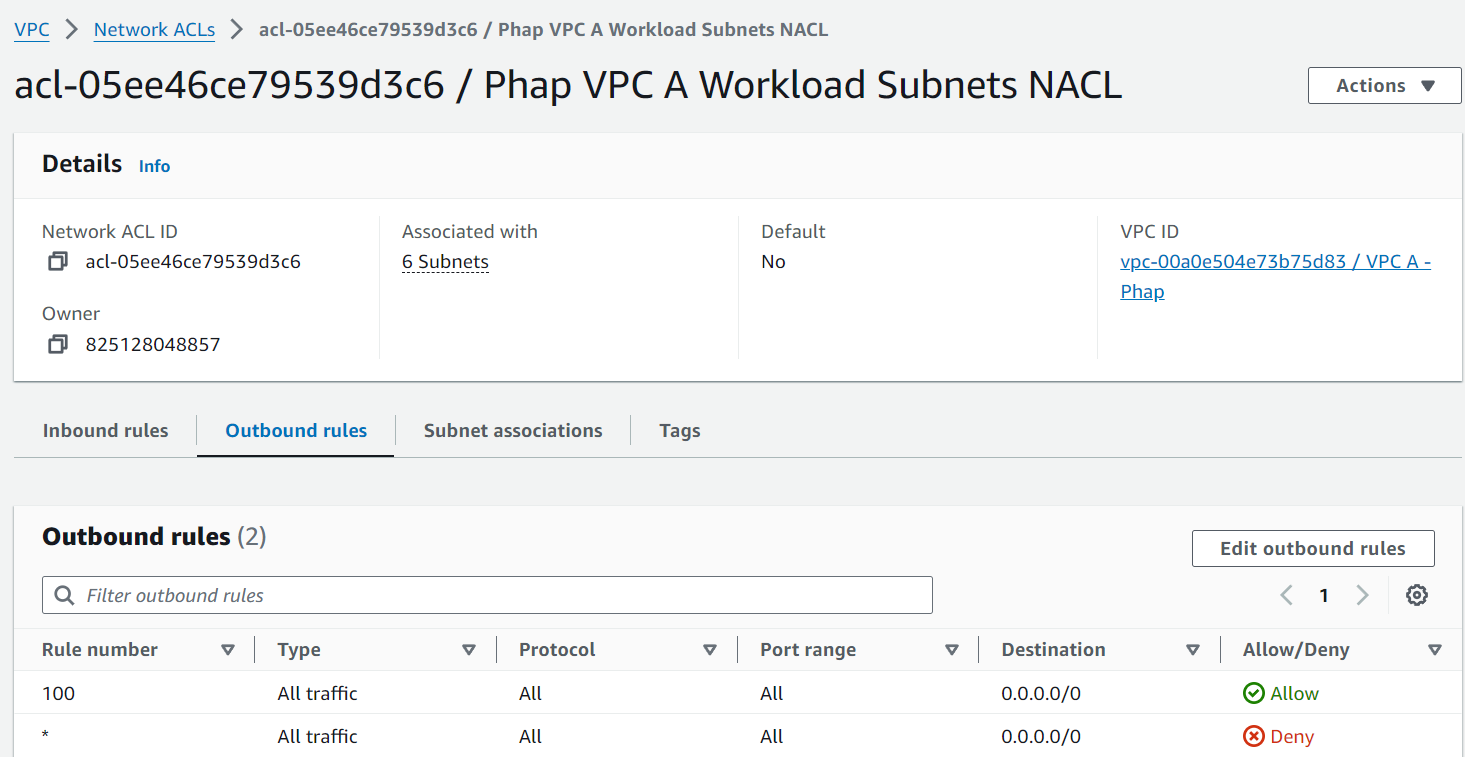 VPC > Network ACLs > acl-05ee46ce79539d3c6 / Phap VPC A Workload Subnets NACL
acl-05ee46ce79539d3c6 / Phap VPC A Workload Subnets NACL
Actions
Details Info
Network ACL ID
acl-05ee46ce79539d3c6
Associated with
6 Subnets
Default
No
VPC ID
vpc-00a0e504e73b75d83 / VPC A -
Phap
Owner
825128048857
Inbound rules Outbound rules Subnet associations Tags
Outbound rules (2)
Edit outbound rules
Filter outbound rules
1
Rule number Type Protocol Port range Destination Allow/Deny
100 All traffic All All 0.0.0.0/0 Allow
* All traffic All All 0.0.0.0/0 Deny